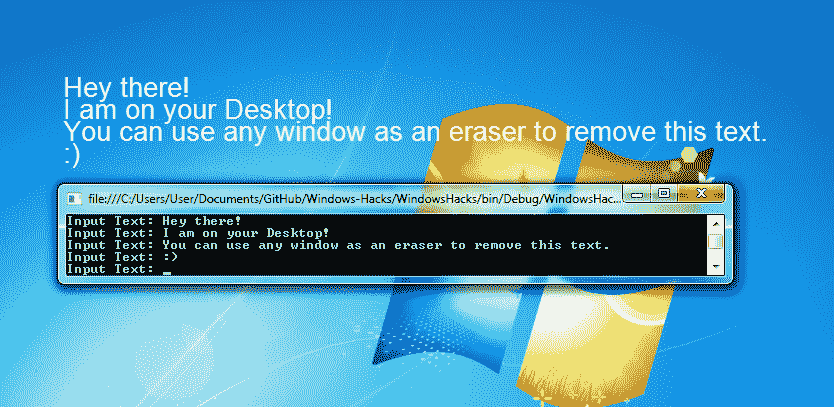 Hey there!
I am on your Desktop!
You can use any window as an eraser to remove this text.
:)
file:///C:/Users/User/Documents/GitHub/Windows-Hacks/WindowsHacks/bin/Debug/WindowsHac...
Input Text: Hey there!
Input Text: I am on your Desktop!
Input Text: You can use any window as an eraser to remove this text.
Input Text: :)
Input Text: _